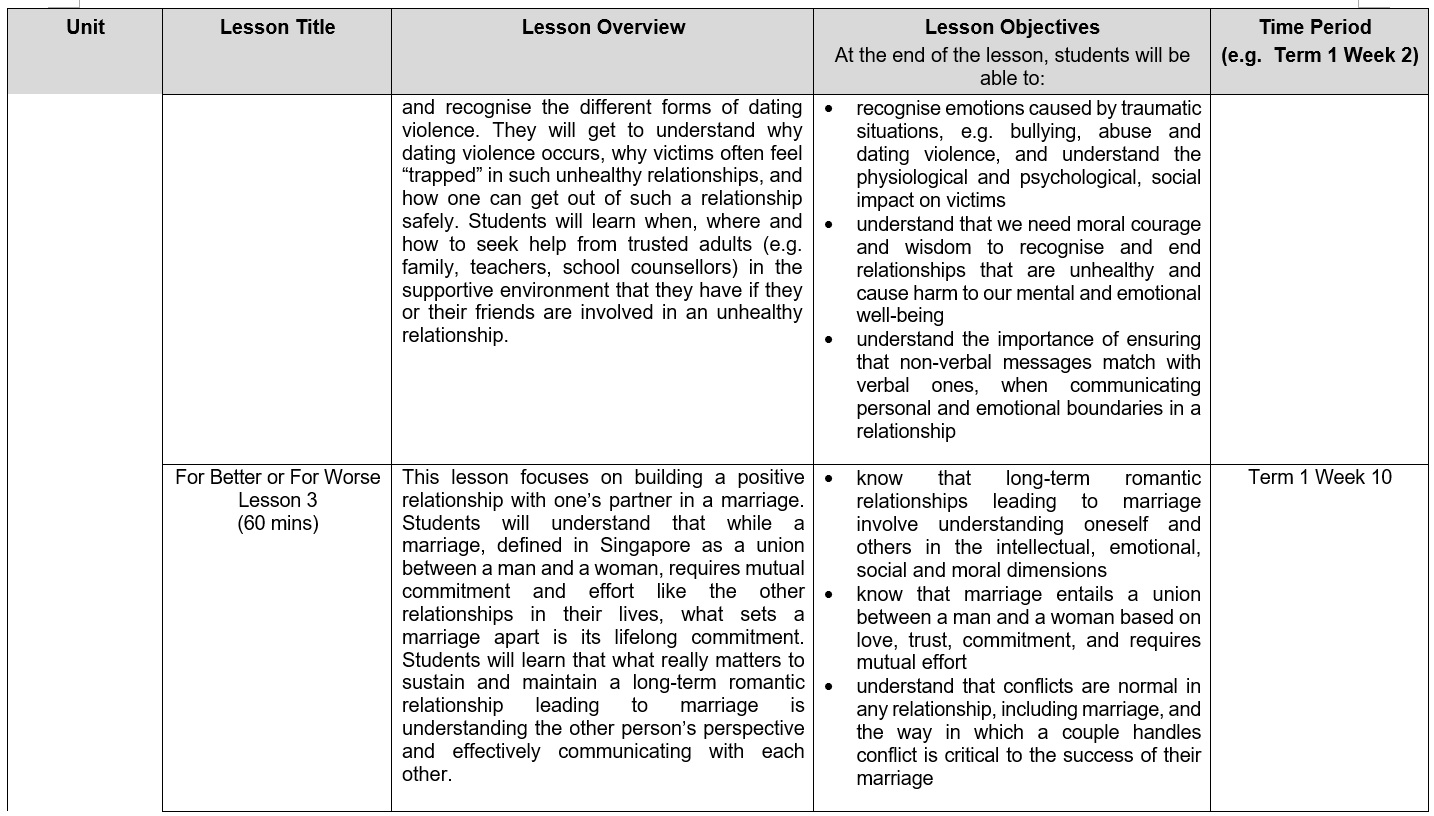 Unit
Lesson Title
Lesson Overview
Lesson Objectives
At the end of the lesson, students will be
able to:
Time Period
(e.g. Term 1 Week 2)
and recognise the different forms of dating
violence. They will get to understand why
dating violence occurs, why victims often feel
“trapped” in such unhealthy relationships, and
how one can get out of such a relationship
safely. Students will learn when, where and
how to seek help from trusted adults (e.g.
family, teachers, school counsellors) in the
supportive environment that they have if they
or their friends are involved in an unhealthy
relationship.
• recognise emotions caused by traumatic
situations, e.g. bullying, abuse and
dating violence, and understand the
physiological and psychological, social
impact on victims
• understand that we need moral courage
and wisdom to recognise and end
relationships that are unhealthy and
cause harm to our mental and emotional
well-being
• understand the importance of ensuring
that non-verbal messages match with
verbal ones, when communicating
personal and emotional boundaries in a
relationship
For Better or For Worse
Lesson 3
(60 mins)
This lesson focuses on building a positive
relationship with one’s partner in a marriage.
Students will understand that while a
marriage, defined in Singapore as a union
between a man and a woman, requires mutual
commitment and effort like the other
relationships in their lives, what sets a
marriage apart is its lifelong commitment.
Students will learn that what really matters to
sustain and maintain a long-term romantic
relationship leading to marriage is
understanding the other person’s perspective
and effectively communicating with each
other.
• know that long-term romantic
relationships leading to marriage
involve understanding oneself and
others in the intellectual, emotional,
social and moral dimensions
• know that marriage entails a union
between a man and a woman based on
love, trust, commitment, and requires
mutual effort
• understand that conflicts are normal in
any relationship, including marriage, and
the way in which a couple handles
conflict is critical to the success of their
marriage
Term 1 Week 10